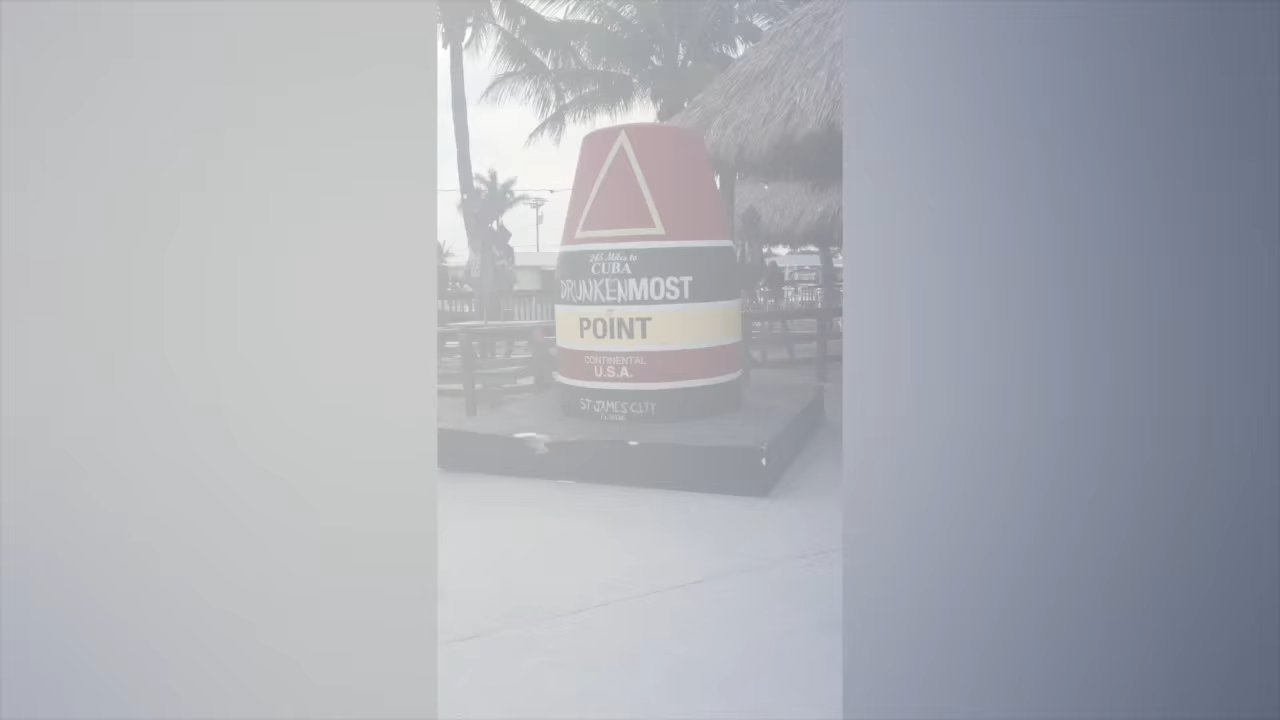 245 Miles to
CUBA
DRUNKENMOST
POINT
CONTINENTAL
U.S.A.
ST JAMES CITY